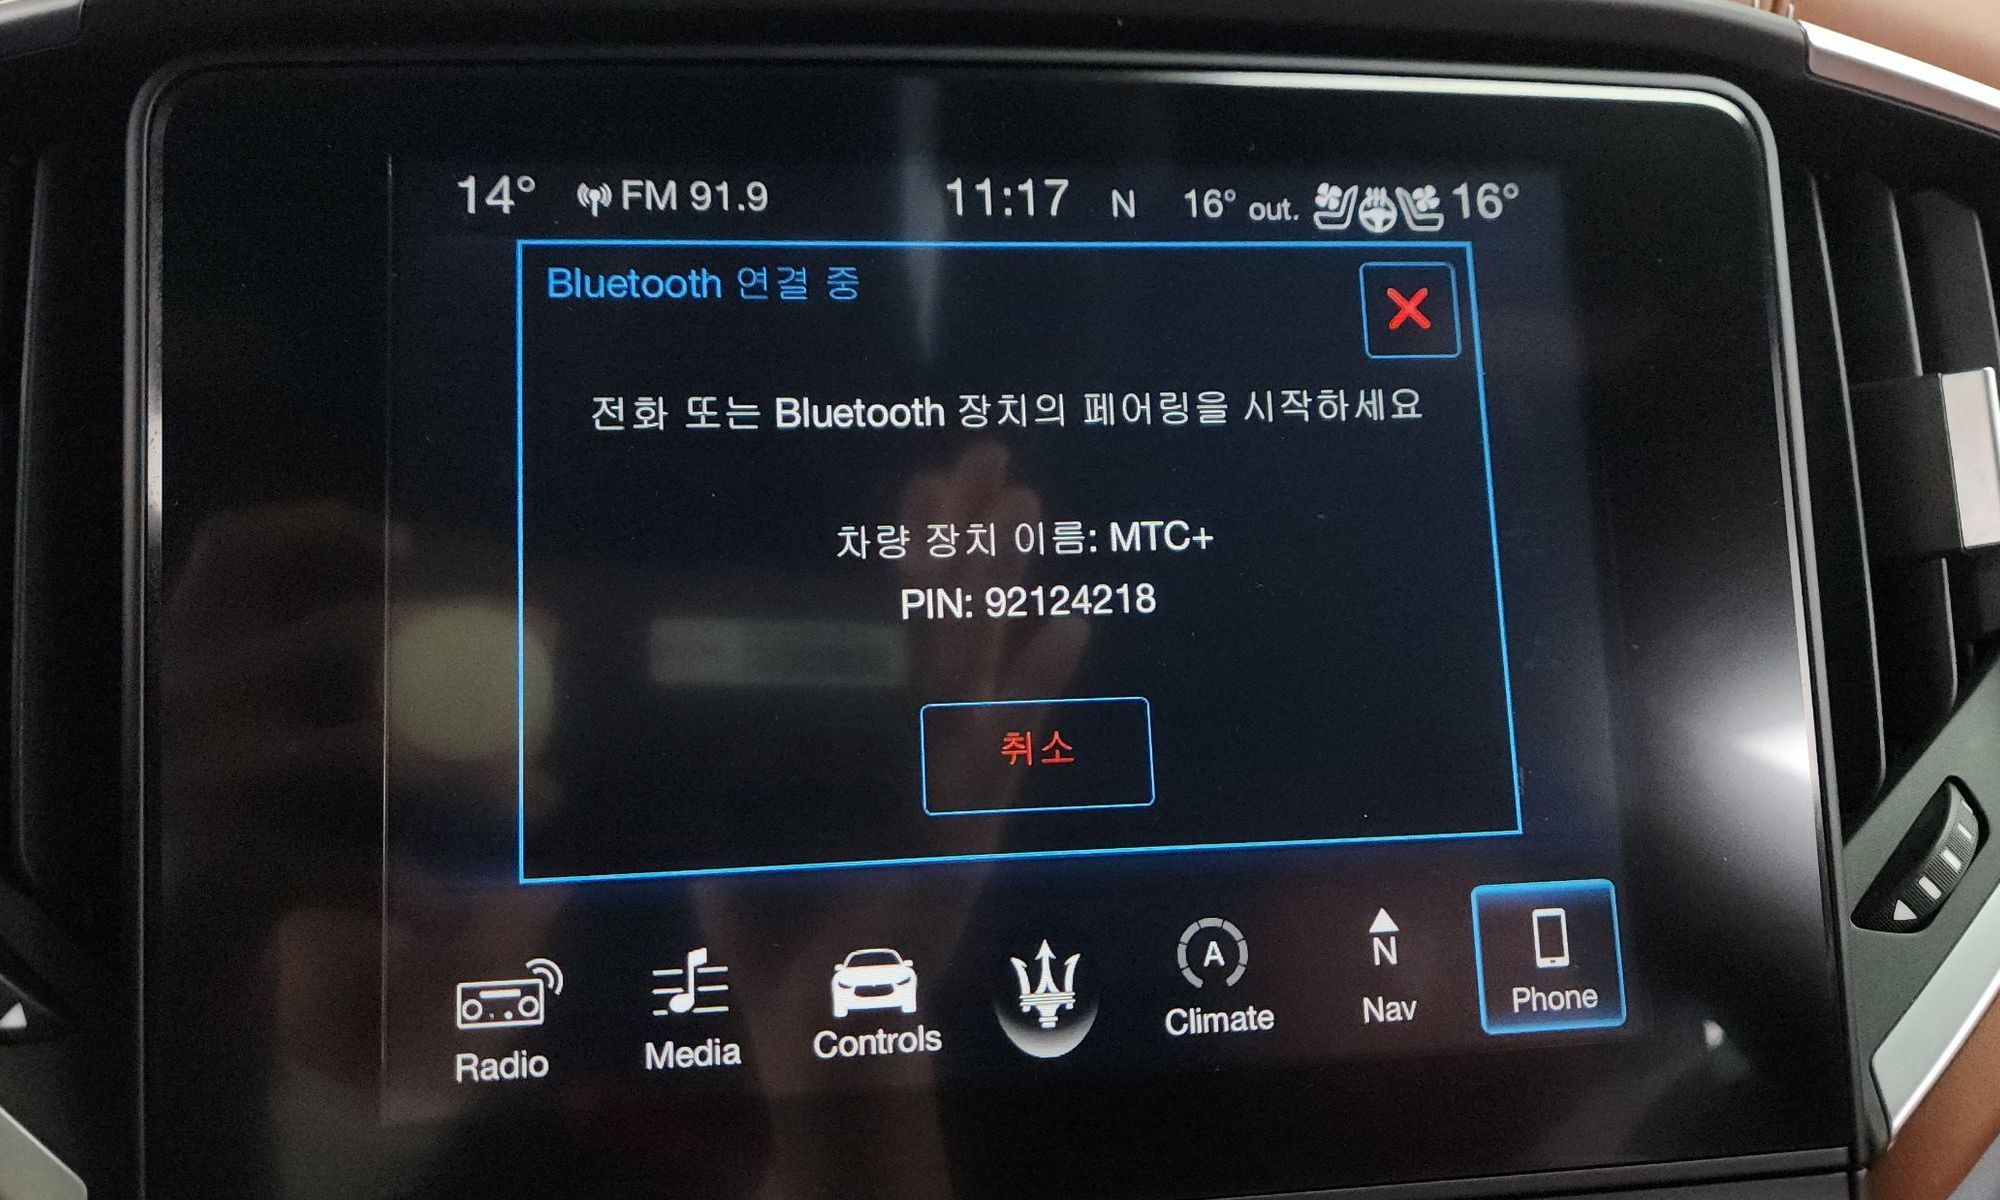 14° FM 91.9 11:17 N 16° out. 16°
Bluetooth 연결 중
전화 또는 Bluetooth 장치의 페어링을 시작하세요
차량 장치 이름: MTC+
PIN: 92124218
취소
A
N
Radio Media Controls Climate Nav Phone